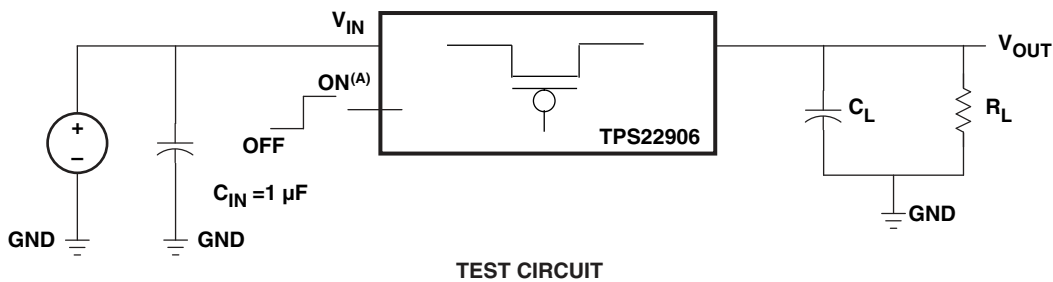 V_IN
ON(A)
OFF
+
–
C_IN =1 µF
GND
GND
TPS22906
V_OUT
C_L
R_L
GND
TEST CIRCUIT